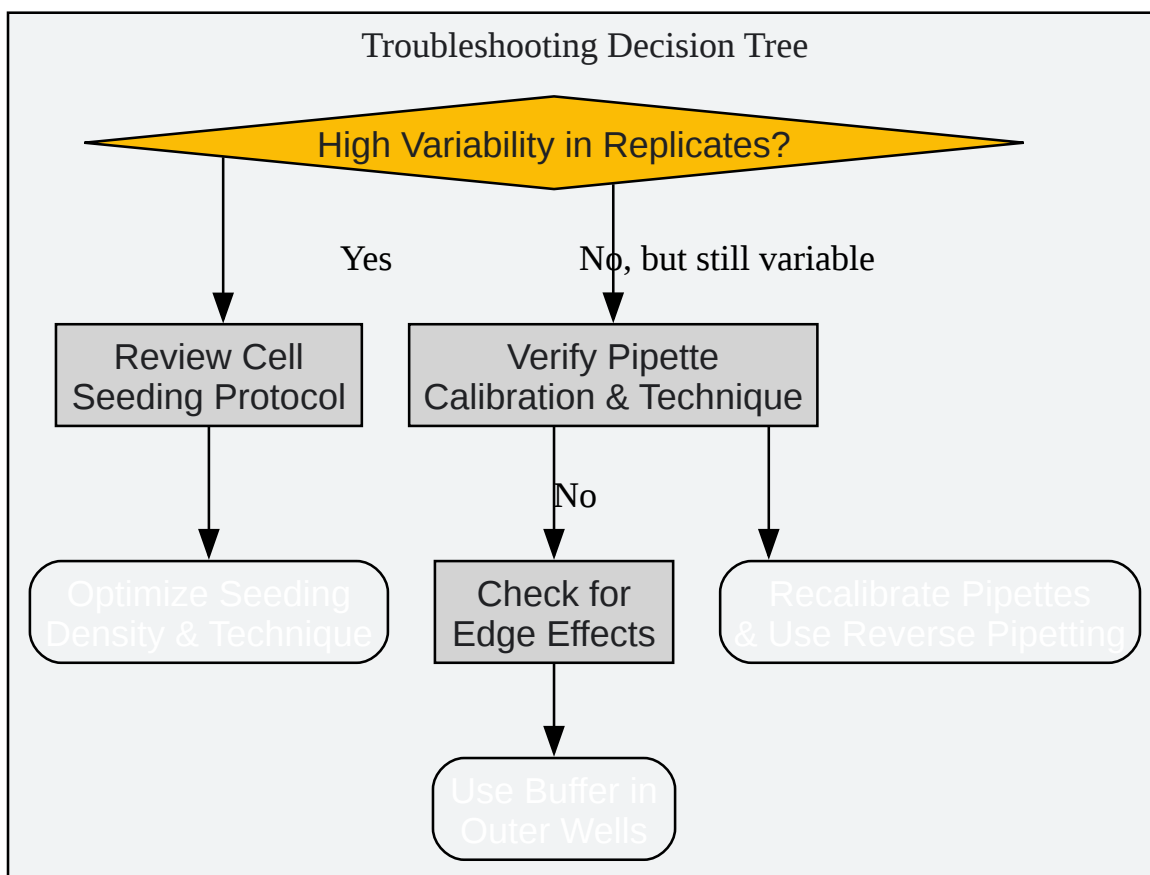 Troubleshooting Decision Tree
High Variability in Replicates?
Yes
No, but still variable
Review Cell
Seeding Protocol
Verify Pipette
Calibration & Technique
No
Optimize Seeding
Density & Technique
Check for
Edge Effects
Recalibrate Pipettes
& Use Reverse Pipetting
Use Buffer in
Outer Wells